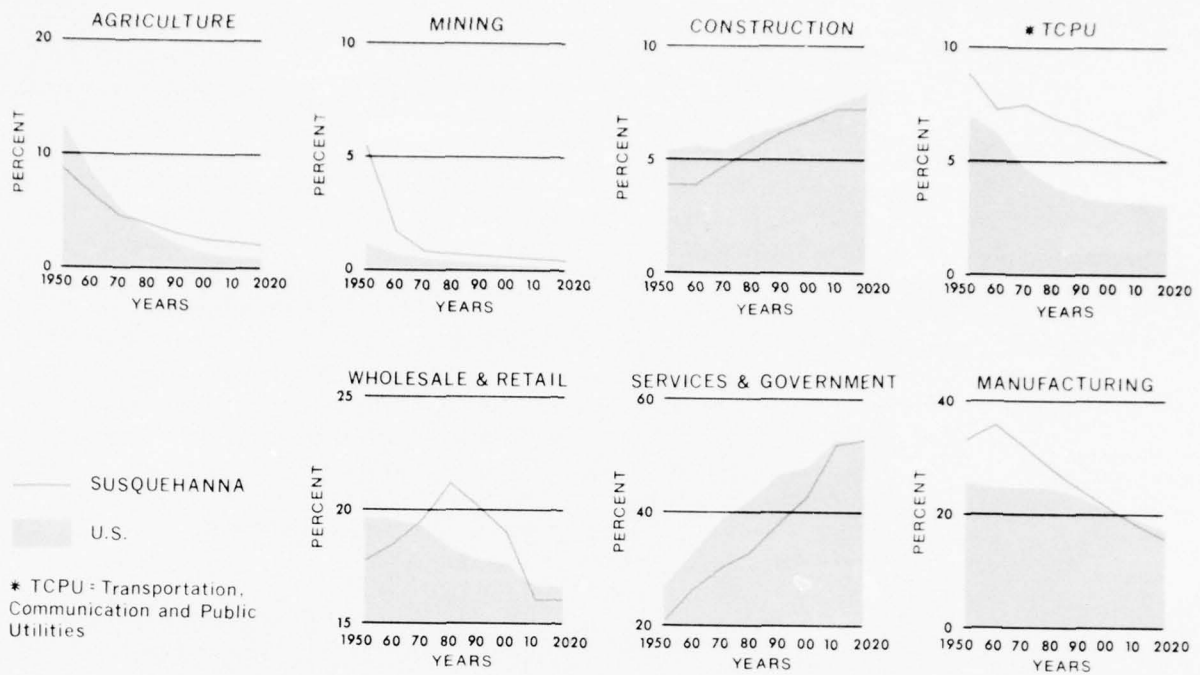 AGRICULTURE
20
10
0
PERCENT
1950 60 70 80 90 00 10 2020
YEARS
MINING
10
5
0
PERCENT
1950 60 70 80 90 00 10 2020
YEARS
CONSTRUCTION
10
5
0
PERCENT
1950 60 70 80 90 00 10 2020
YEARS
* TCPU
10
5
0
PERCENT
1950 60 70 80 90 00 10 2020
YEARS
WHOLESALE & RETAIL
25
20
15
PERCENT
1950 60 70 80 90 00 10 2020
YEARS
SERVICES & GOVERNMENT
60
40
20
PERCENT
1950 60 70 80 90 00 10 2020
YEARS
MANUFACTURING
40
20
0
PERCENT
1950 60 70 80 90 00 10 2020
YEARS
SUSQUEHANNA
U.S.
* TCPU = Transportation,
Communication and Public
Utilities